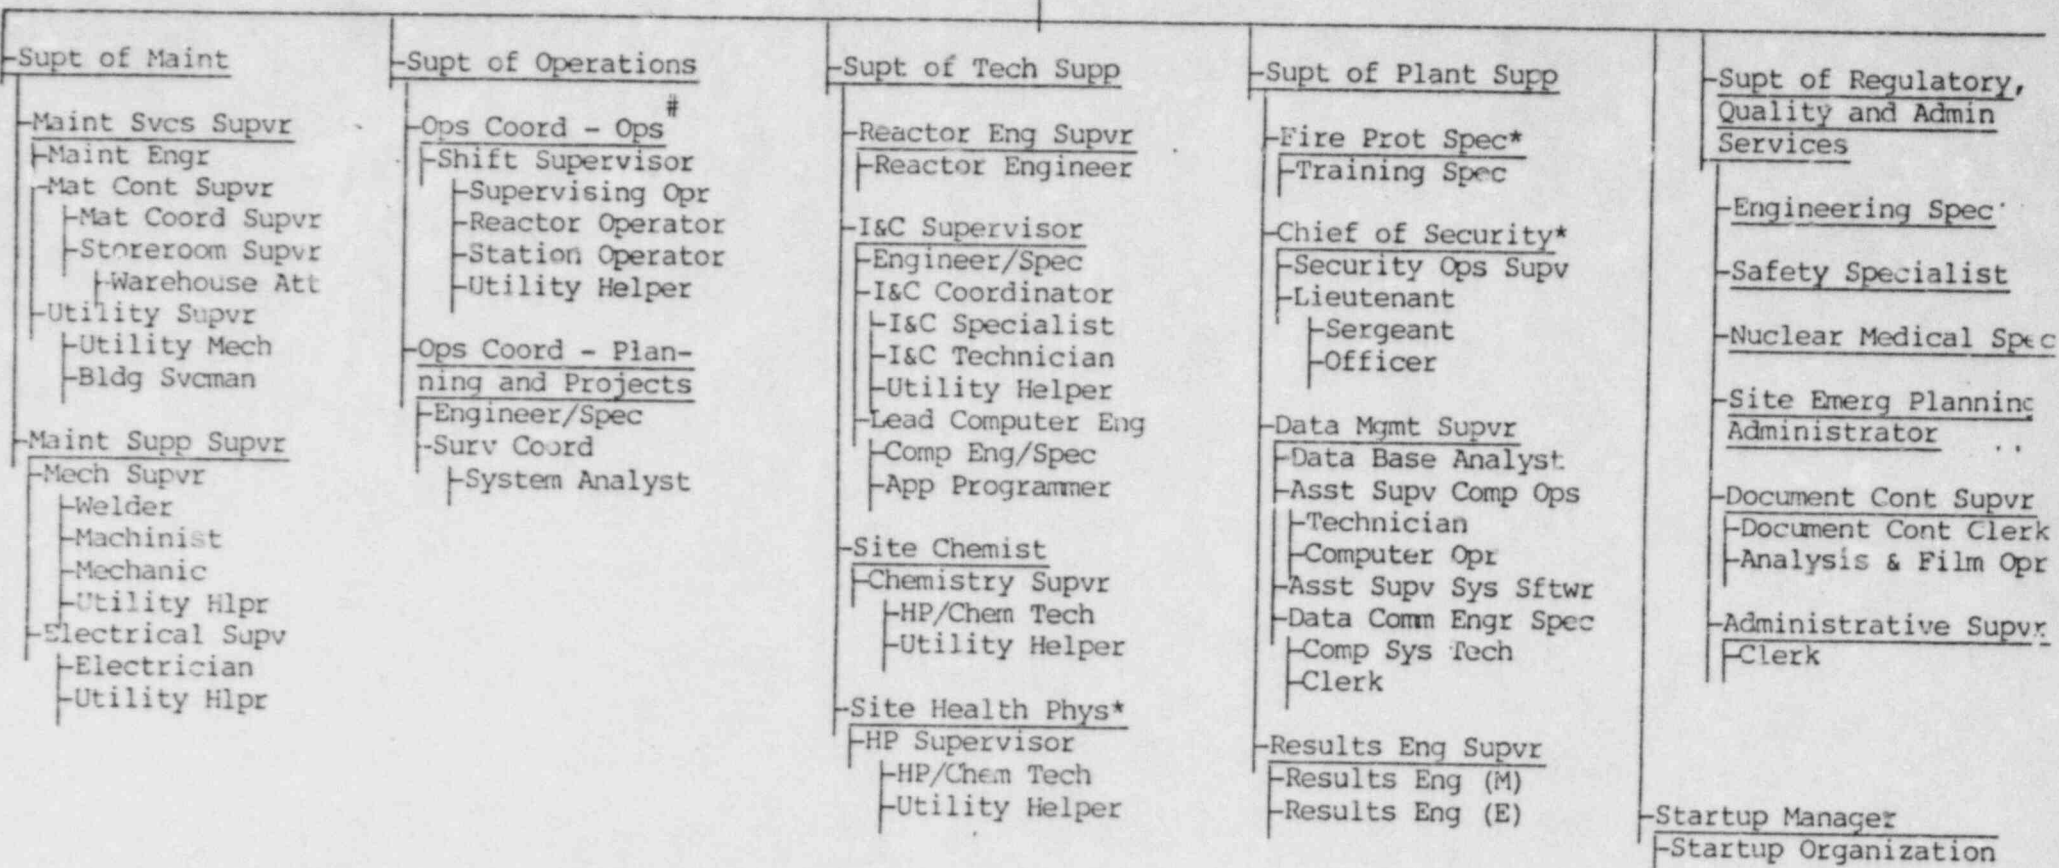 Supt of Maint
Maint Svcs Supvr
Maint Engr
Mat Cont Supvr
Mat Coord Supvr
Storeroom Supvr
Warehouse Att
Utility Supvr
Utility Mech
Bldg Svcman
Maint Supp Supvr
Mech Supvr
Welder
Machinist
Mechanic
Utility Hlpr
Electrical Supv
Electrician
Utility Hlpr
Supt of Operations
Ops Coord - Ops #
Shift Supervisor
Supervising Opr
Reactor Operator
Station Operator
Utility Helper
Ops Coord - Plan-
ning and Projects
Engineer/Spec
Surv Coord
System Analyst
Supt of Tech Supp
Reactor Eng Supvr
Reactor Engineer
I&C Supervisor
Engineer/Spec
I&C Coordinator
I&C Specialist
I&C Technician
Utility Helper
Lead Computer Eng
Comp Eng/Spec
App Programmer
Site Chemist
Chemistry Supvr
HP/Chem Tech
Utility Helper
Site Health Phys*
HP Supervisor
HP/Chem Tech
Utility Helper
Supt of Plant Supp
Fire Prot Spec*
Training Spec
Chief of Security*
Security Ops Supv
Lieutenant
Sergeant
Officer
Data Mgmt Supvr
Data Base Analyst
Asst Supv Comp Ops
Technician
Computer Opr
Asst Supv Sys Sftwr
Data Comm Engr Spec
Comp Sys Tech
Clerk
Results Eng Supvr
Results Eng (M)
Results Eng (E)
Supt of Regulatory,
Quality and Admin
Services
Engineering Spec
Safety Specialist
Nuclear Medical Spec
Site Emerg Planning
Administrator
Document Cont Supvr
Document Cont Clerk
Analysis & Film Opr
Administrative Supvr
Clerk
Startup Manager
Startup Organization